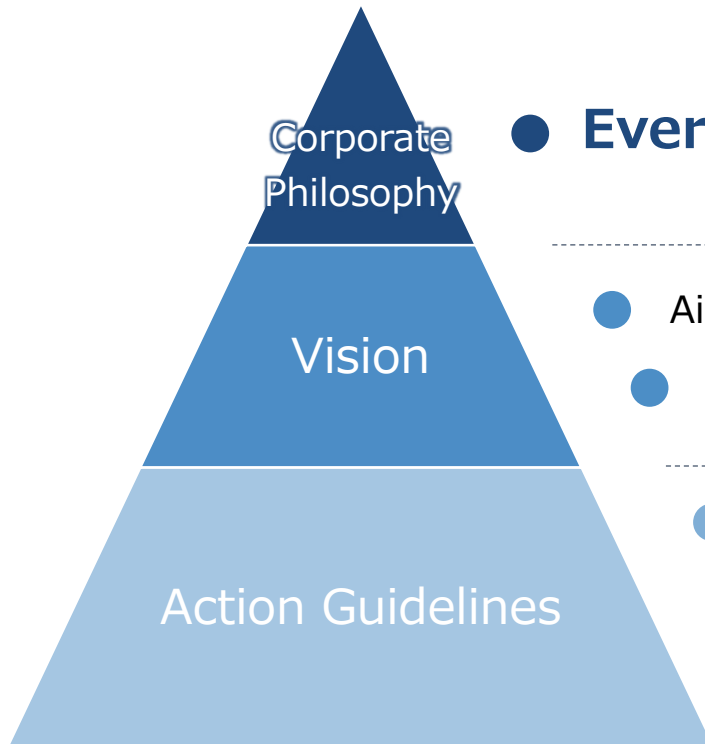 Corporate
Philosophy
Ever
Vision
Ai
Action Guidelines